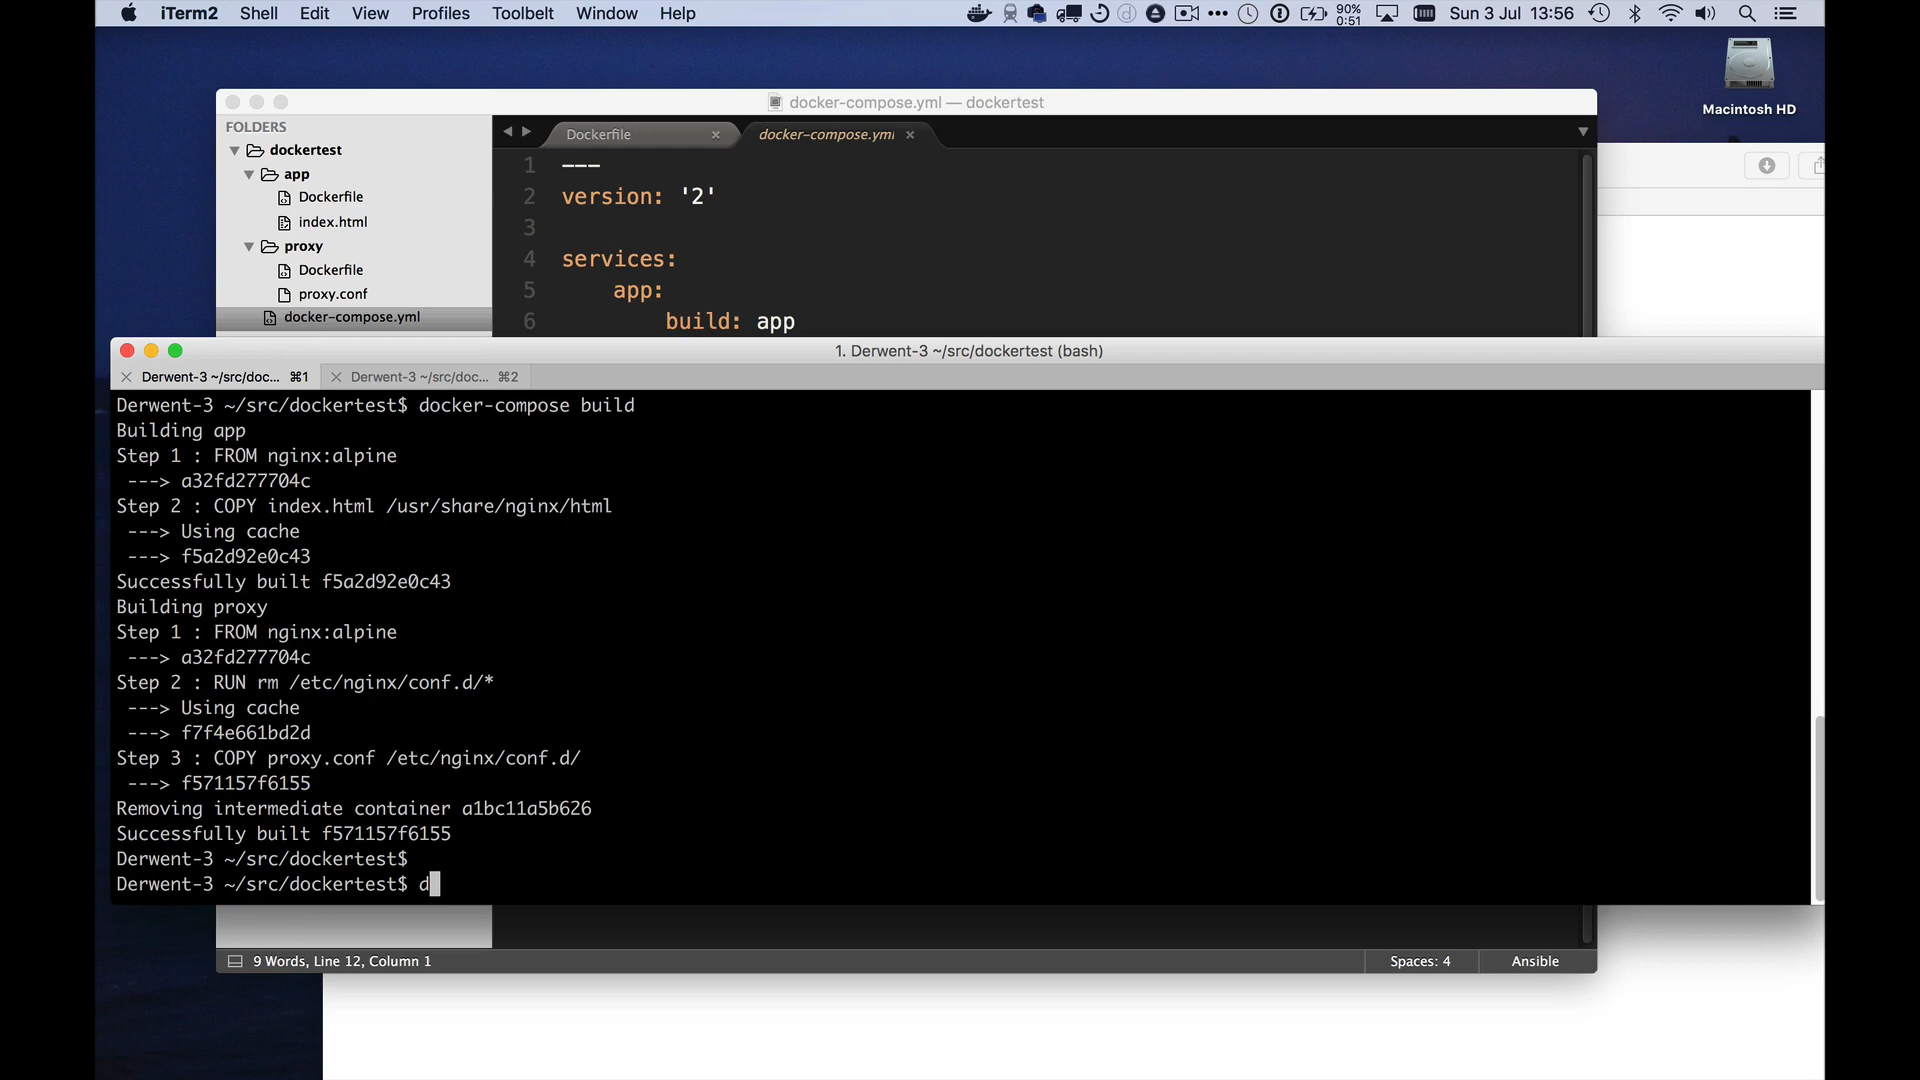 iTerm2 Shell Edit View Profiles Toolbelt Window Help 90% 0:51 Sun 3 Jul 13:56
Macintosh HD
docker-compose.yml — dockertest
FOLDERS
dockertest
app
Dockerfile
index.html
proxy
Dockerfile
proxy.conf
docker-compose.yml
Dockerfile docker-compose.yml
1 ---
2 version: '2'
3
4 services:
5 app:
6 build: app
1. Derwent-3 ~/src/dockertest (bash)
Derwent-3 ~/src/doc... ⌘1 Derwent-3 ~/src/doc... ⌘2
Derwent-3 ~/src/dockertest$ docker-compose build
Building app
Step 1 : FROM nginx:alpine
---> a32fd277704c
Step 2 : COPY index.html /usr/share/nginx/html
---> Using cache
---> f5a2d92e0c43
Successfully built f5a2d92e0c43
Building proxy
Step 1 : FROM nginx:alpine
---> a32fd277704c
Step 2 : RUN rm /etc/nginx/conf.d/*
---> Using cache
---> f7f4e661bd2d
Step 3 : COPY proxy.conf /etc/nginx/conf.d/
---> f571157f6155
Removing intermediate container a1bc11a5b626
Successfully built f571157f6155
Derwent-3 ~/src/dockertest$
Derwent-3 ~/src/dockertest$ d
9 Words, Line 12, Column 1 Spaces: 4 Ansible